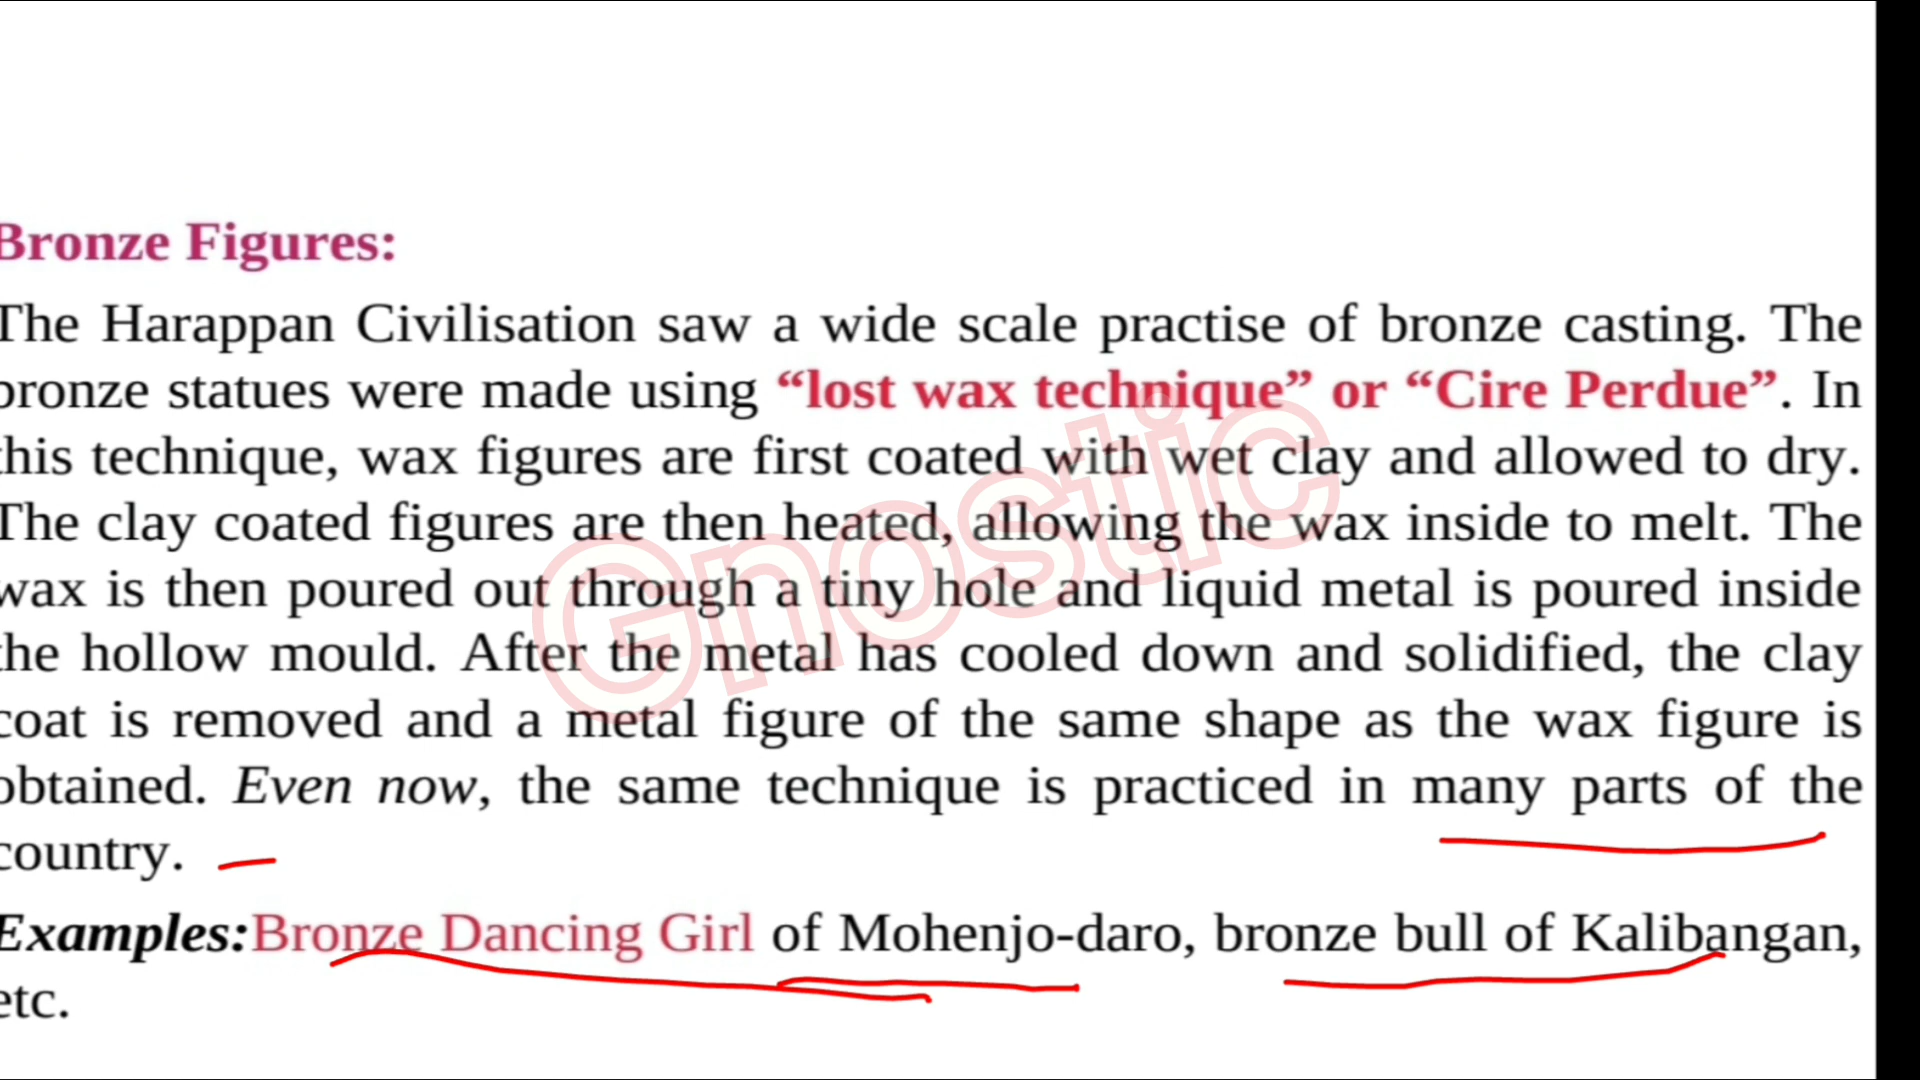 Bronze Figures:
The Harappan Civilisation saw a wide scale practise of bronze casting. The
bronze statues were made using “lost wax technique” or “Cire Perdue”. In
this technique, wax figures are first coated with wet clay and allowed to dry.
The clay coated figures are then heated, allowing the wax inside to melt. The
wax is then poured out through a tiny hole and liquid metal is poured inside
the hollow mould. After the metal has cooled down and solidified, the clay
coat is removed and a metal figure of the same shape as the wax figure is
obtained. Even now, the same technique is practiced in many parts of the
country.
Examples:Bronze Dancing Girl of Mohenjo-daro, bronze bull of Kalibangan,
etc.
Gnostic